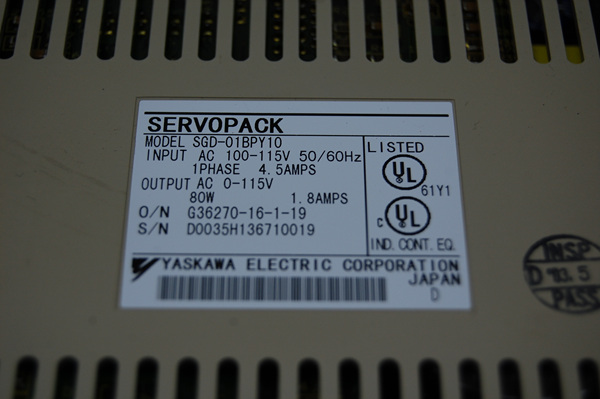 SERVOPACK
MODEL SGD-01BPY10
INPUT AC 100-115V 50/60Hz
1PHASE 4.5AMPS
OUTPUT AC 0-115V
80W 1.8AMPS
O/N G36270-16-1-19
S/N D0035H136710019
LISTED
UL
61Y1
c UL
IND. CONT. EQ.
YASKAWA ELECTRIC CORPORATION
JAPAN
D
INSP
D '03.5
PASS